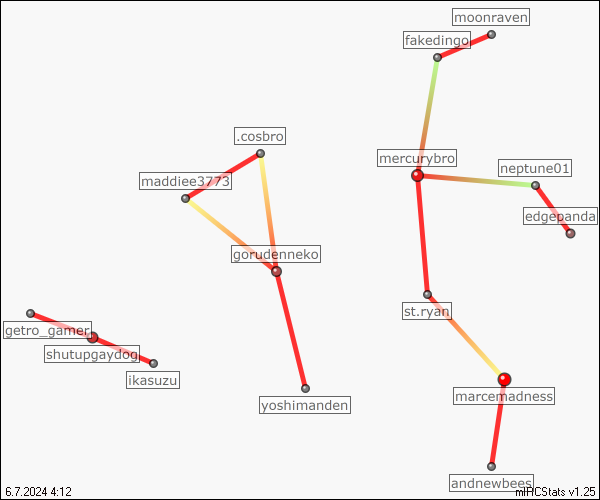 moonraven
fakedingo
.cosbro
mercurybro
neptune01
maddiee3773
edgepanda
gorudenneko
st.ryan
getro_gamer
shutupgaydog
ikasuzu
marcemadness
yoshimanden
andnewbees
6.7.2024 4:12
mIRCStats v1.25